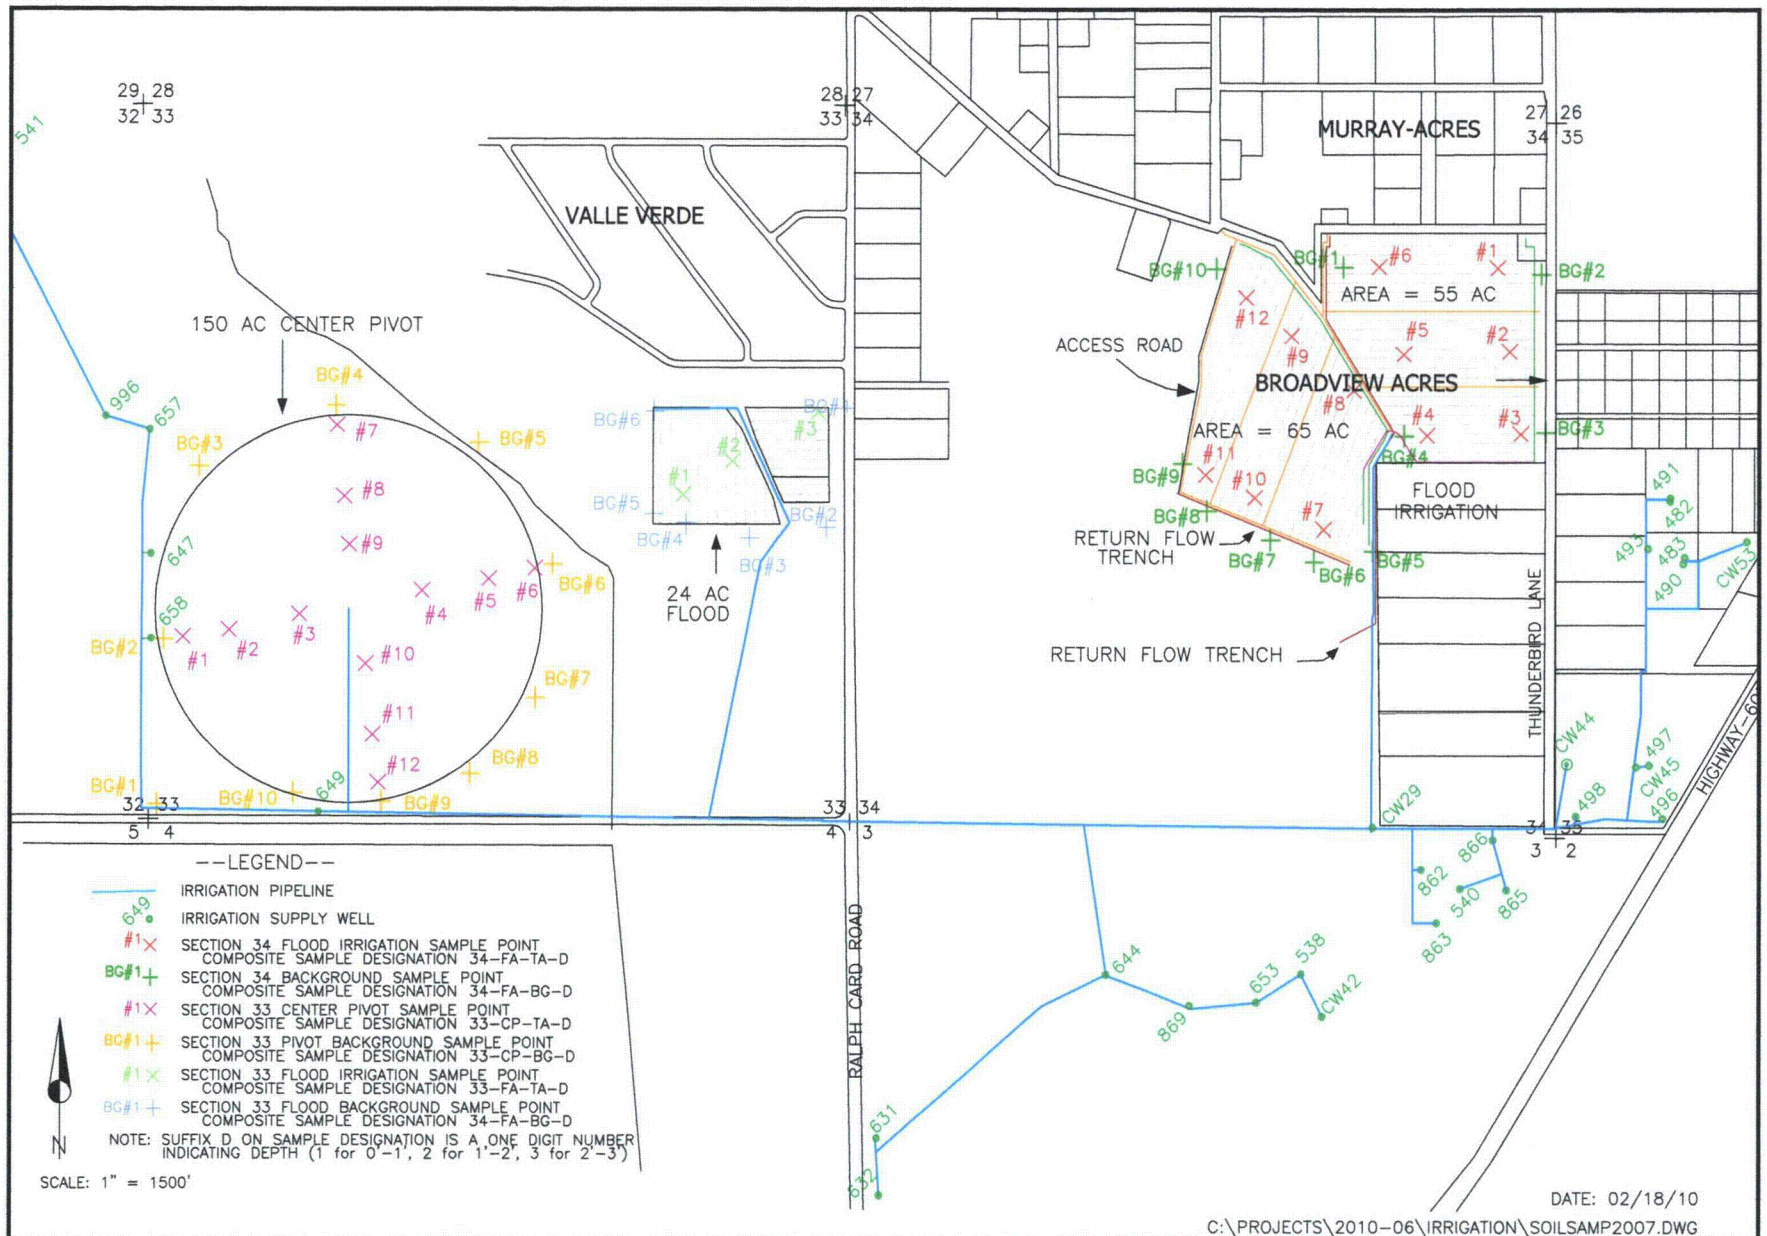 29 28
32 33
28 27
33 34
27 26
34 35
541
MURRAY-ACRES
VALLE VERDE
150 AC CENTER PIVOT
BG#10
BG#1
#6
#1
BG#2
AREA = 55 AC
#12
#5
#2
#9
ACCESS ROAD
BROADVIEW ACRES
#8
#4
#3
BG#3
AREA = 65 AC
BG#4
#11
BG#9
#10
BG#8
#7
FLOOD
IRRIGATION
RETURN FLOW
TRENCH
BG#7
BG#6
BG#5
RETURN FLOW TRENCH
THUNDERBIRD LANE
996
657
BG#4
BG#3
#7
BG#5
#8
#9
647
658
BG#2
#1
#2
#3
#4
#5
#6
BG#6
#10
BG#7
#11
#12
BG#8
BG#1
BG#10
649
BG#9
BG#6
BG#1
#3
#2
#1
BG#5
BG#2
BG#4
BG#3
24 AC
FLOOD
491
482
493
483
490
CW53
CW44
497
CW45
498
496
HIGHWAY-60
32 33
5 4
33 34
4 3
34 35
3 2
CW29
866
862
540
865
863
644
538
653
CW42
869
631
632
RALPH CARD ROAD
--LEGEND--
IRRIGATION PIPELINE
649 IRRIGATION SUPPLY WELL
#1 SECTION 34 FLOOD IRRIGATION SAMPLE POINT
COMPOSITE SAMPLE DESIGNATION 34-FA-TA-D
BG#1 SECTION 34 BACKGROUND SAMPLE POINT
COMPOSITE SAMPLE DESIGNATION 34-FA-BG-D
#1 SECTION 33 CENTER PIVOT SAMPLE POINT
COMPOSITE SAMPLE DESIGNATION 33-CP-TA-D
BG#1 SECTION 33 PIVOT BACKGROUND SAMPLE POINT
COMPOSITE SAMPLE DESIGNATION 33-CP-BG-D
#1 SECTION 33 FLOOD IRRIGATION SAMPLE POINT
COMPOSITE SAMPLE DESIGNATION 33-FA-TA-D
BG#1 SECTION 33 FLOOD BACKGROUND SAMPLE POINT
COMPOSITE SAMPLE DESIGNATION 34-FA-BG-D
NOTE: SUFFIX D ON SAMPLE DESIGNATION IS A ONE DIGIT NUMBER
INDICATING DEPTH (1 for 0'-1', 2 for 1'-2', 3 for 2'-3')
N
SCALE: 1" = 1500'
DATE: 02/18/10
C:\PROJECTS\2010-06\IRRIGATION\SOILSAMP2007.DWG